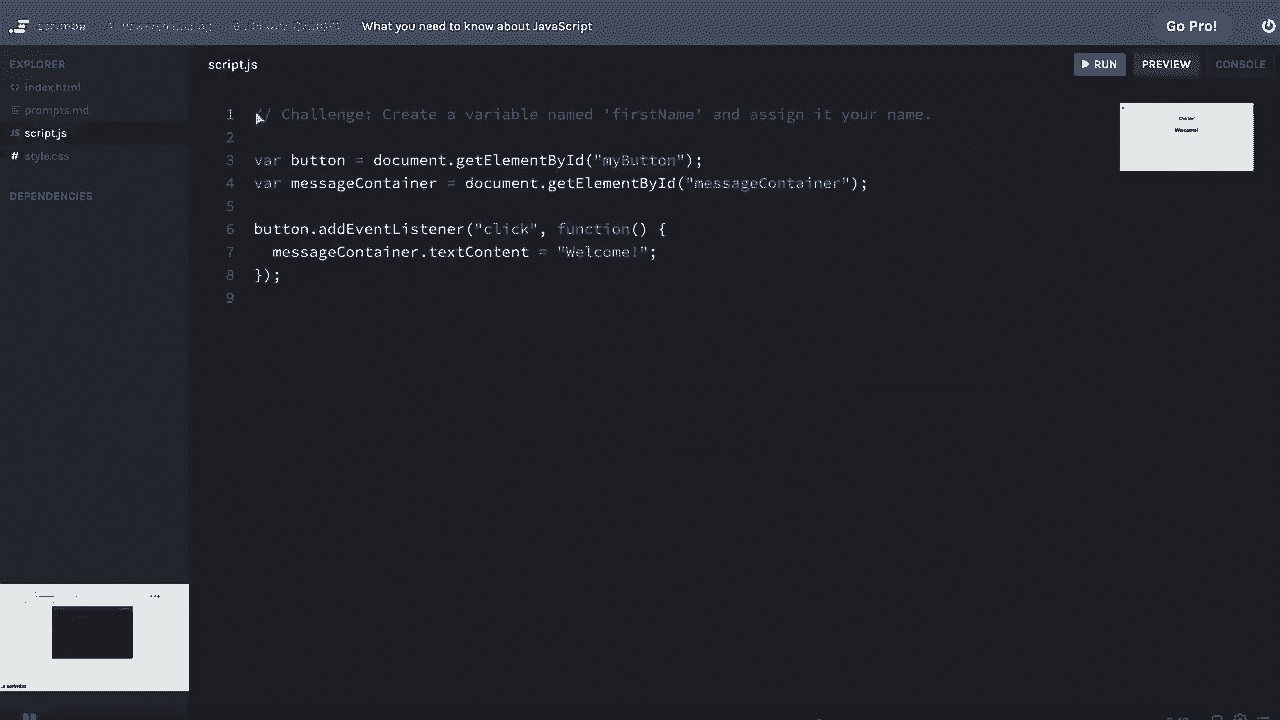 scrimba What you need to know about JavaScript Go Pro!
EXPLORER
index.html
prompts.md
script.js
style.css
DEPENDENCIES
script.js
RUN PREVIEW CONSOLE
1 // Challenge: Create a variable named 'firstName' and assign it your name.
2
3 var button = document.getElementById("myButton");
4 var messageContainer = document.getElementById("messageContainer");
5
6 button.addEventListener("click", function() {
7 messageContainer.textContent = "Welcome!";
8 });
9
Welcome!